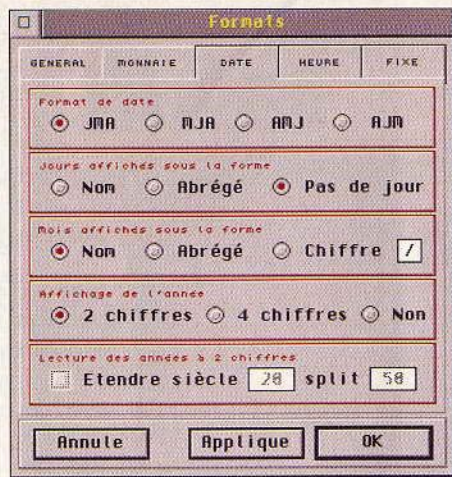 Formats
GENERAL MONNAIE DATE HEURE FIXE
Format de date
JMA MJA AMJ AJM
Jours affichés sous la forme
Nom Abrégé Pas de jour
Mois affichés sous la forme
Nom Abrégé Chiffre /
Affichage de l'année
2 chiffres 4 chiffres Non
Lecture des années à 2 chiffres
Etendre siècle 20 split 50
Annule Applique OK